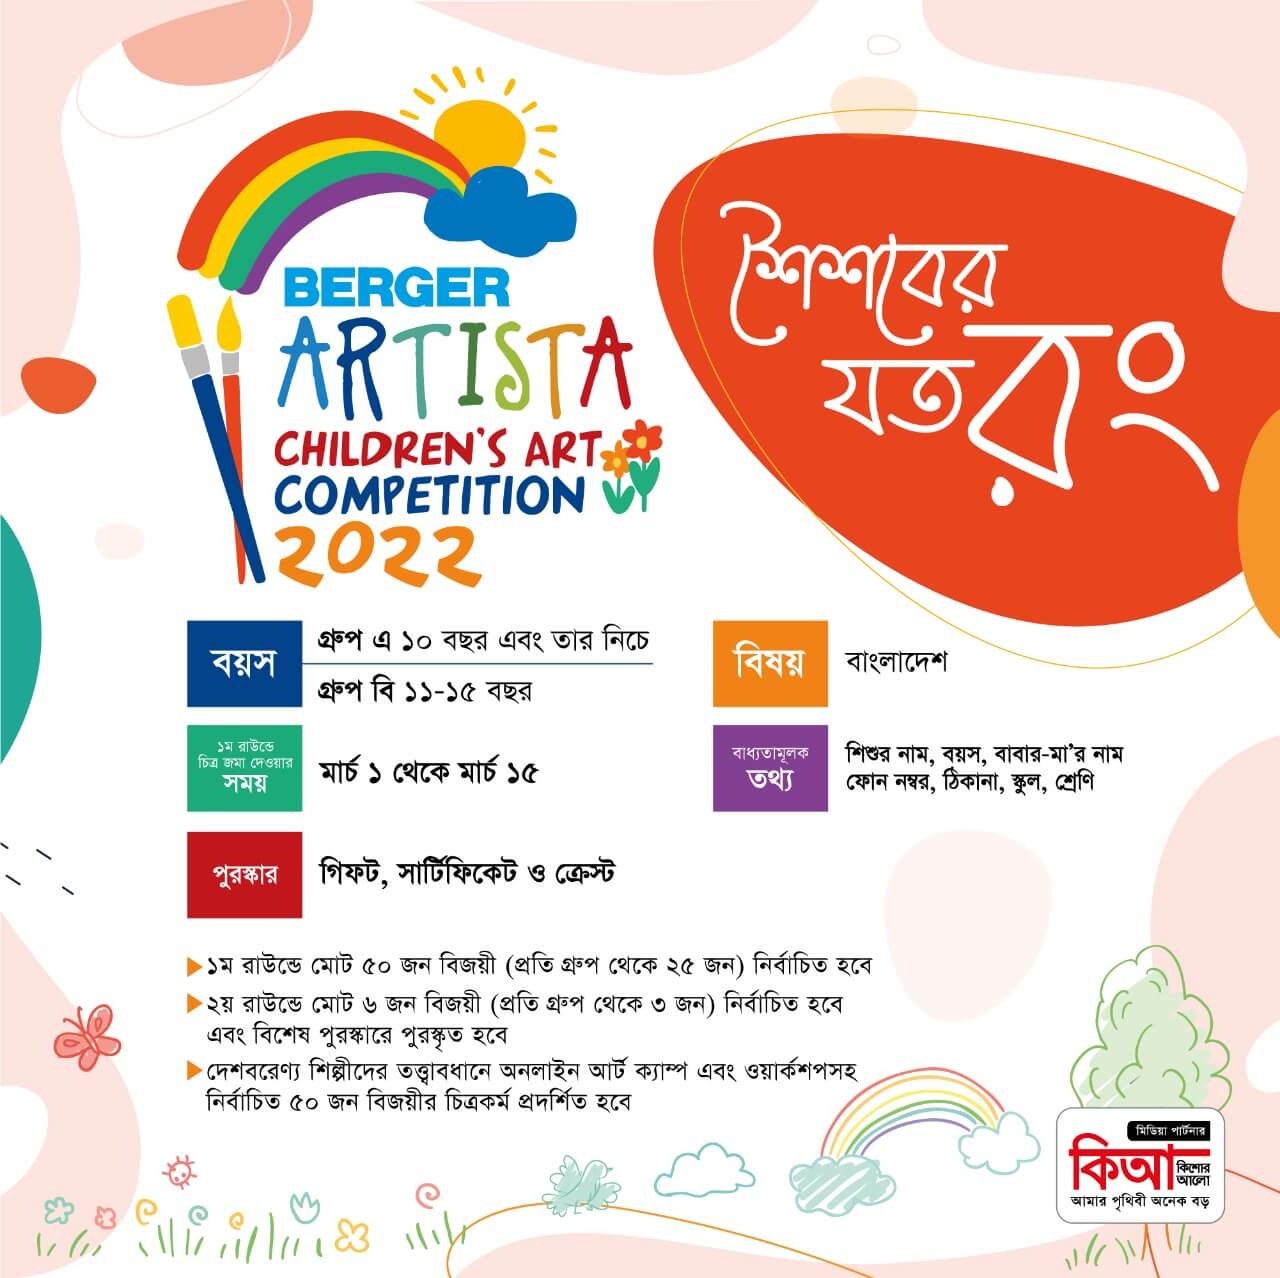 BERGER
ARTISTA
CHILDREN'S ART
COMPETITION
2022
শৈশবের
যত রং
বয়স
গ্রুপ এ ১০ বছর এবং তার নিচে
গ্রুপ বি ১১-১৫ বছর
বিষয়
বাংলাদেশ
১ম রাউন্ডে
চিত্র জমা দেওয়ার
সময়
মার্চ ১ থেকে মার্চ ১৫
বাধ্যতামূলক
তথ্য
শিশুর নাম, বয়স, বাবার-মা'র নাম
ফোন নম্বর, ঠিকানা, স্কুল, শ্রেণি
পুরস্কার
গিফট, সার্টিফিকেট ও ক্রেস্ট
১ম রাউন্ডে মোট ৫০ জন বিজয়ী (প্রতি গ্রুপ থেকে ২৫ জন) নির্বাচিত হবে
২য় রাউন্ডে মোট ৬ জন বিজয়ী (প্রতি গ্রুপ থেকে ৩ জন) নির্বাচিত হবে
এবং বিশেষ পুরস্কারে পুরস্কৃত হবে
দেশবরেণ্য শিল্পীদের তত্ত্বাবধানে অনলাইন আর্ট ক্যাম্প এবং ওয়ার্কশপসহ
নির্বাচিত ৫০ জন বিজয়ীর চিত্রকর্ম প্রদর্শিত হবে
মিডিয়া পার্টনার
কিআ
কিশোর
আলো
আমার পৃথিবী অনেক বড়